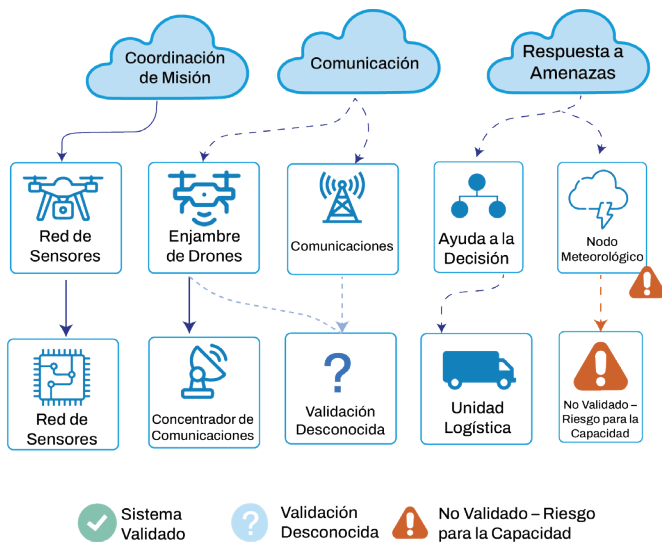 Coordinación
de Misión
Comunicación
Respuesta a
Amenazas
Red de
Sensores
Enjambre
de Drones
Comunicaciones
Ayuda a la
Decisión
Nodo
Meteorológico
Red de
Sensores
Concentrador de
Comunicaciones
?
Validación
Desconocida
Unidad
Logística
No Validado –
Riesgo para la
Capacidad
Sistema
Validado
?
Validación
Desconocida
No Validado – Riesgo
para la Capacidad